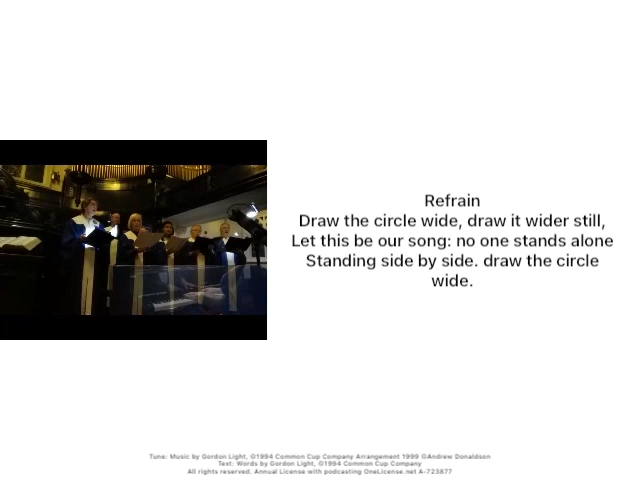 Refrain
Draw the circle wide, draw it wider still,
Let this be our song: no one stands alone
Standing side by side. draw the circle
wide.
Tune: Music by Gordon Light, ©1994 Common Cup Company Arrangement 1999 ©Andrew Donaldson
Text: Words by Gordon Light, ©1994 Common Cup Company
All rights reserved. Annual License with podcasting OneLicense.net A-723877